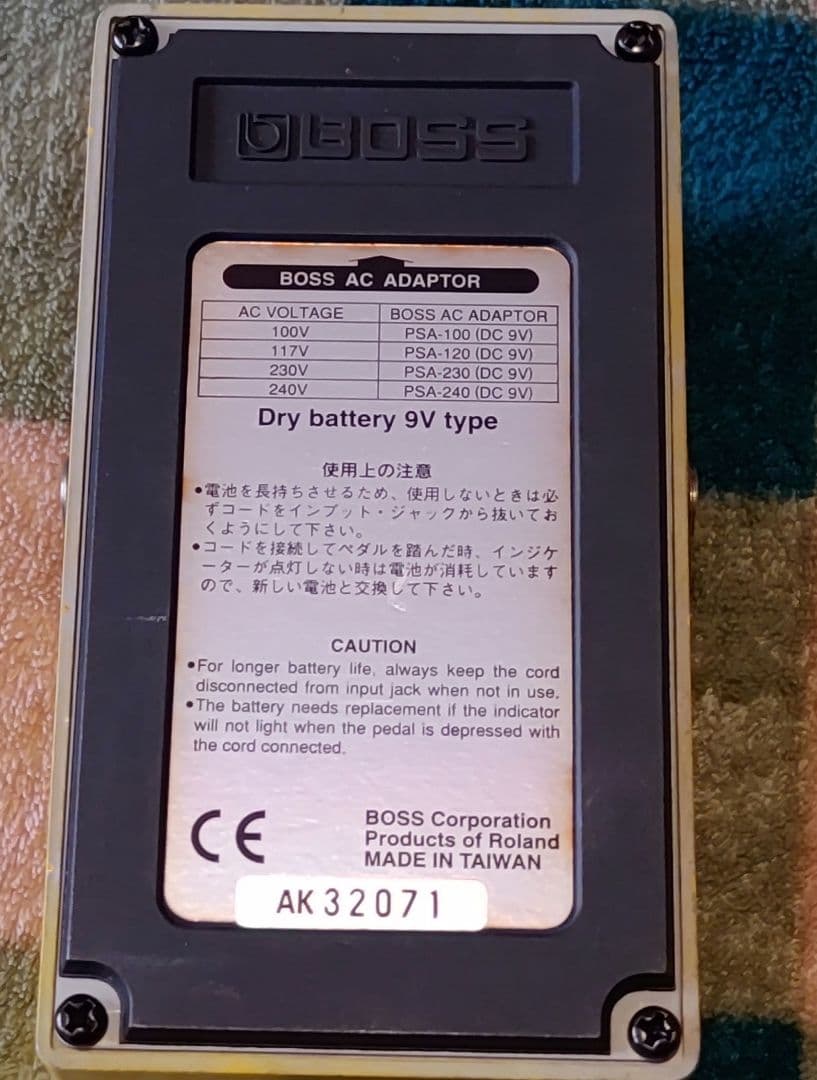 BOSS
BOSS AC ADAPTOR
AC VOLTAGE BOSS AC ADAPTOR
100V PSA-100 (DC 9V)
117V PSA-120 (DC 9V)
230V PSA-230 (DC 9V)
240V PSA-240 (DC 9V)
Dry battery 9V type
使用上の注意
•電池を長持ちさせるため、使用しないときは必
ずコードをインプット・ジャックから抜いてお
くようにして下さい。
•コードを接続してペダルを踏んだ時、インジケ
ーターが点灯しない時は電池が消耗しています
ので、新しい電池と交換して下さい。
CAUTION
•For longer battery life, always keep the cord
disconnected from input jack when not in use.
•The battery needs replacement if the indicator
will not light when the pedal is depressed with
the cord connected.
CE
BOSS Corporation
Products of Roland
MADE IN TAIWAN
AK32071